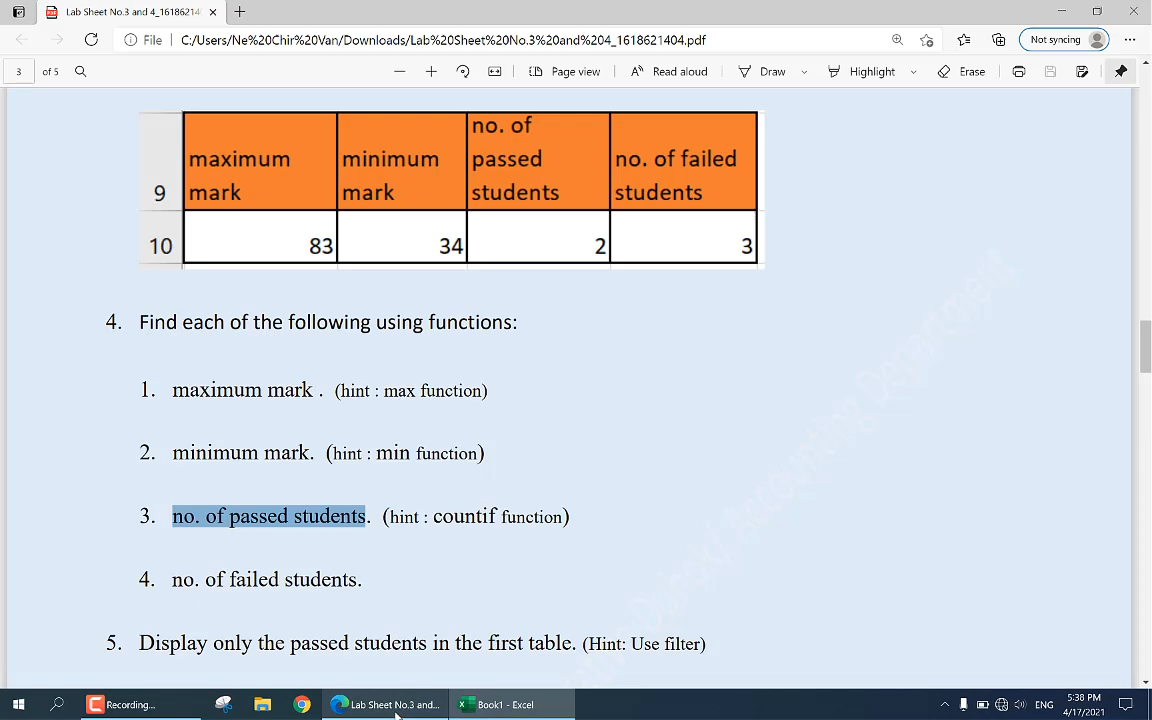 Lab Sheet No.3 and 4_16186214
File
C:/Users/Ne%20Chir%20Van/Downloads/Lab%20Sheet%20No.3%20and%204_1618621404.pdf
Not syncing
3 of 5
Page view
Read aloud
Draw
Highlight
Erase
9
maximum mark
minimum mark
no. of passed students
no. of failed students
10
83
34
2
3
4. Find each of the following using functions:
1. maximum mark . (hint : max function)
2. minimum mark. (hint : min function)
3. no. of passed students. (hint : countif function)
4. no. of failed students.
5. Display only the passed students in the first table. (Hint: Use filter)
Recording...
Lab Sheet No.3 and...
Book1 - Excel
ENG
5:38 PM
4/17/2021